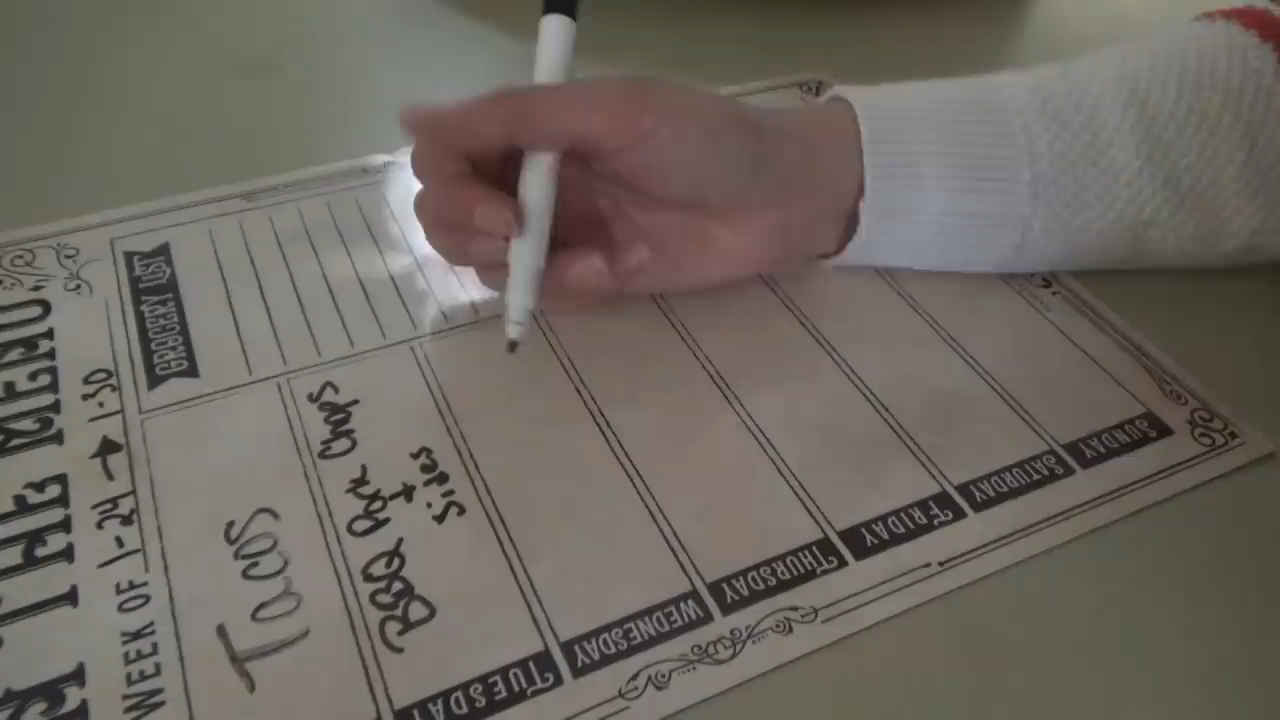 THE MENU
WEEK OF 1-24 → 1-30
GROCERY LIST
Tacos
TUESDAY
BBQ Pork Chops
+
Sides
WEDNESDAY
THURSDAY
FRIDAY
SATURDAY
SUNDAY